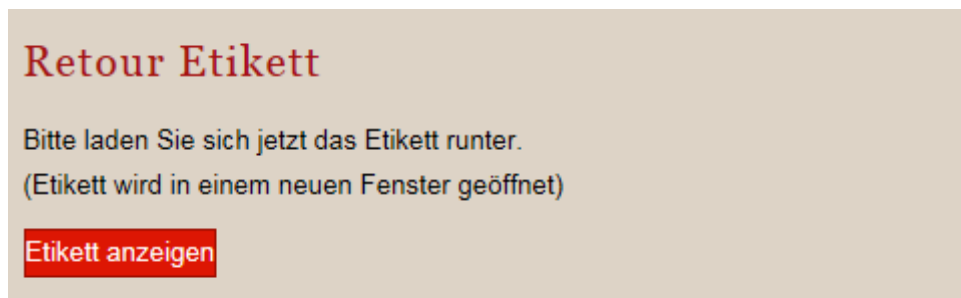 Retour Etikett
Bitte laden Sie sich jetzt das Etikett runter.
(Etikett wird in einem neuen Fenster geöffnet)
Etikett anzeigen